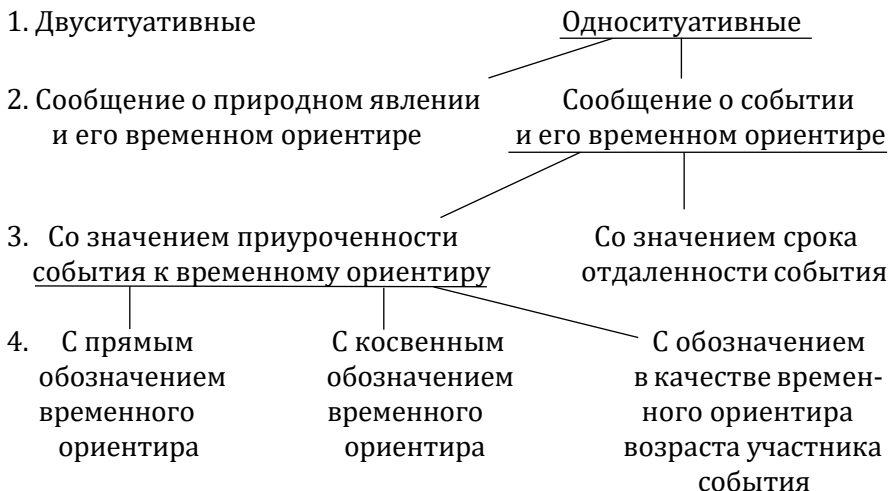 1. Двуситуативные Односитуативные
2. Сообщение о природном явлении Сообщение о событии
и его временном ориентире и его временном ориентире
3. Со значением приуроченности Со значением срока
события к временному ориентиру отдаленности события
4. С прямым С косвенным С обозначением
обозначением обозначением в качестве времен-
временного временного ного ориентира
ориентира ориентира возраста участника
события